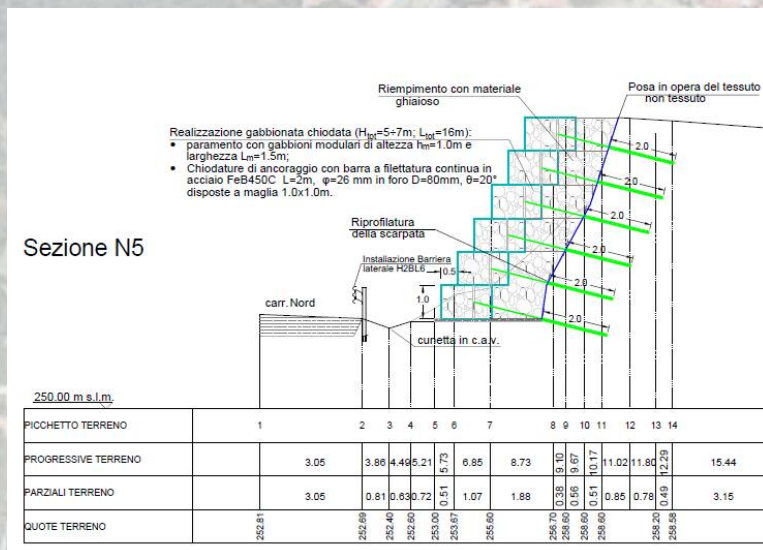 Riempimento con materiale
ghiaioso
Posa in opera del tessuto
non tessuto
Realizzazione gabbionata chiodata (Htot=5÷7m; Ltot=16m):
• paramento con gabbioni modulari di altezza hm=1.0m e
larghezza Lm=1.5m;
• Chiodature di ancoraggio con barra a filettatura continua in
acciaio FeB450C L=2m, φ=26 mm in foro D=80mm, θ=20°
disposte a maglia 1.0x1.0m.
2.0
2.0
2.0
2.0
2.0
2.0
Riprofilatura
della scarpata
Sezione N5
Installazione Barriera
laterale H2BL6
0.5
1.0
carr. Nord
cunetta in c.a.v.
250.00 m s.l.m.
PICCHETTO TERRENO 1 2 3 4 5 6 7 8 9 10 11 12 13 14
PROGRESSIVE TERRENO 3.05 3.86 4.49 5.21 5.73 6.85 8.73 9.10 9.67 10.17 11.02 11.80 12.29 15.44
PARZIALI TERRENO 3.05 0.81 0.63 0.72 0.51 1.07 1.88 0.38 0.56 0.51 0.85 0.78 0.49 3.15
QUOTE TERRENO 252.81 252.69 252.40 252.60 253.00 253.67 255.60 256.70 258.60 258.60 258.60 258.20 258.58